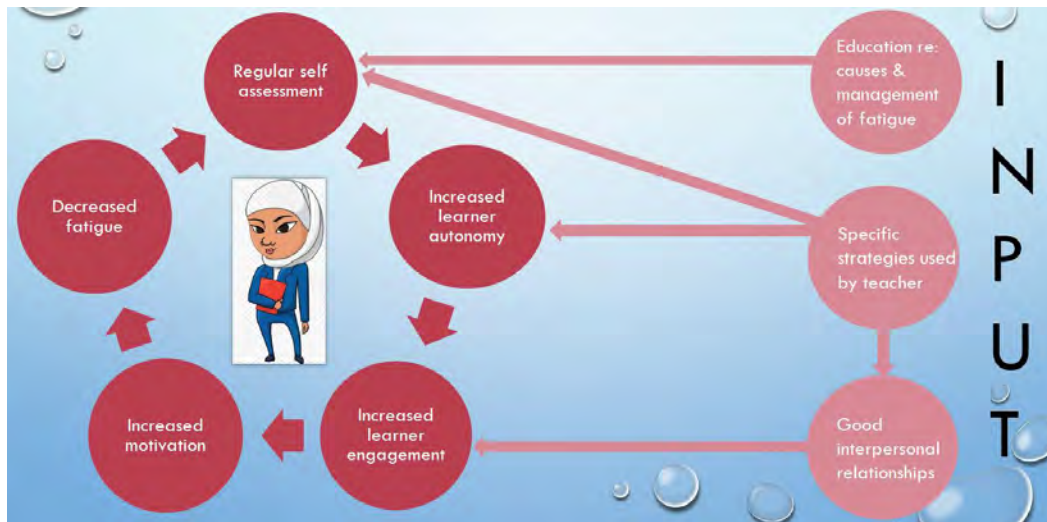 Regular self
assessment
Increased
learner
autonomy
Increased
learner
engagement
Increased
motivation
Decreased
fatigue
Education re:
causes &
management
of fatigue
Specific
strategies used
by teacher
Good
interpersonal
relationships
I
N
P
U
T